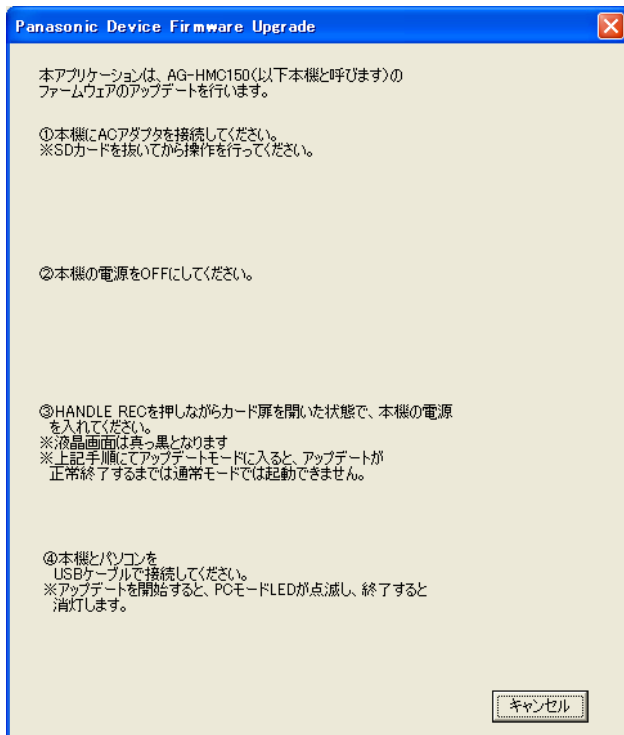 Panasonic Device Firmware Upgrade
本アプリケーションは、AG-HMC150(以下本機と呼びます)の
ファームウェアのアップデートを行います。
①本機にACアダプタを接続してください。
※SDカードを抜いてから操作を行ってください。
②本機の電源をOFFにしてください。
③HANDLE RECを押しながらカード扉を開いた状態で、本機の電源
を入れてください。
※液晶画面は真っ黒となります
※上記手順にてアップデートモードに入ると、アップデートが
正常終了するまでは通常モードでは起動できません。
④本機とパソコンを
USBケーブルで接続してください。
※アップデートを開始すると、PCモードLEDが点滅し、終了すると
消灯します。
キャンセル